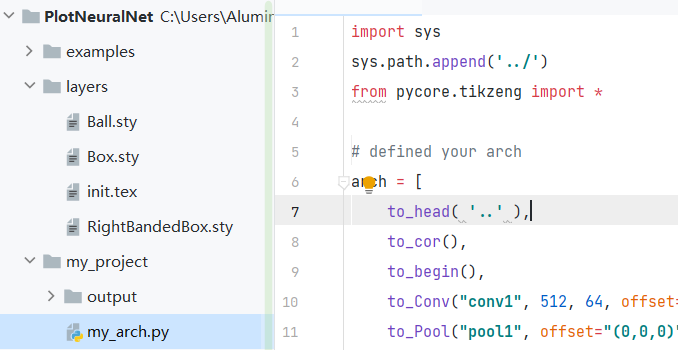 PlotNeuralNet C:\Users\Alumin
examples
layers
Ball.sty
Box.sty
init.tex
RightBandedBox.sty
my_project
output
my_arch.py
1 import sys
2 sys.path.append('../')
3 from pycore.tikzeng import *
4
5 # defined your arch
6 arch = [
7 to_head( '..' ),
8 to_cor(),
9 to_begin(),
10 to_Conv("conv1", 512, 64, offset=
11 to_Pool("pool1", offset="(0,0,0)"